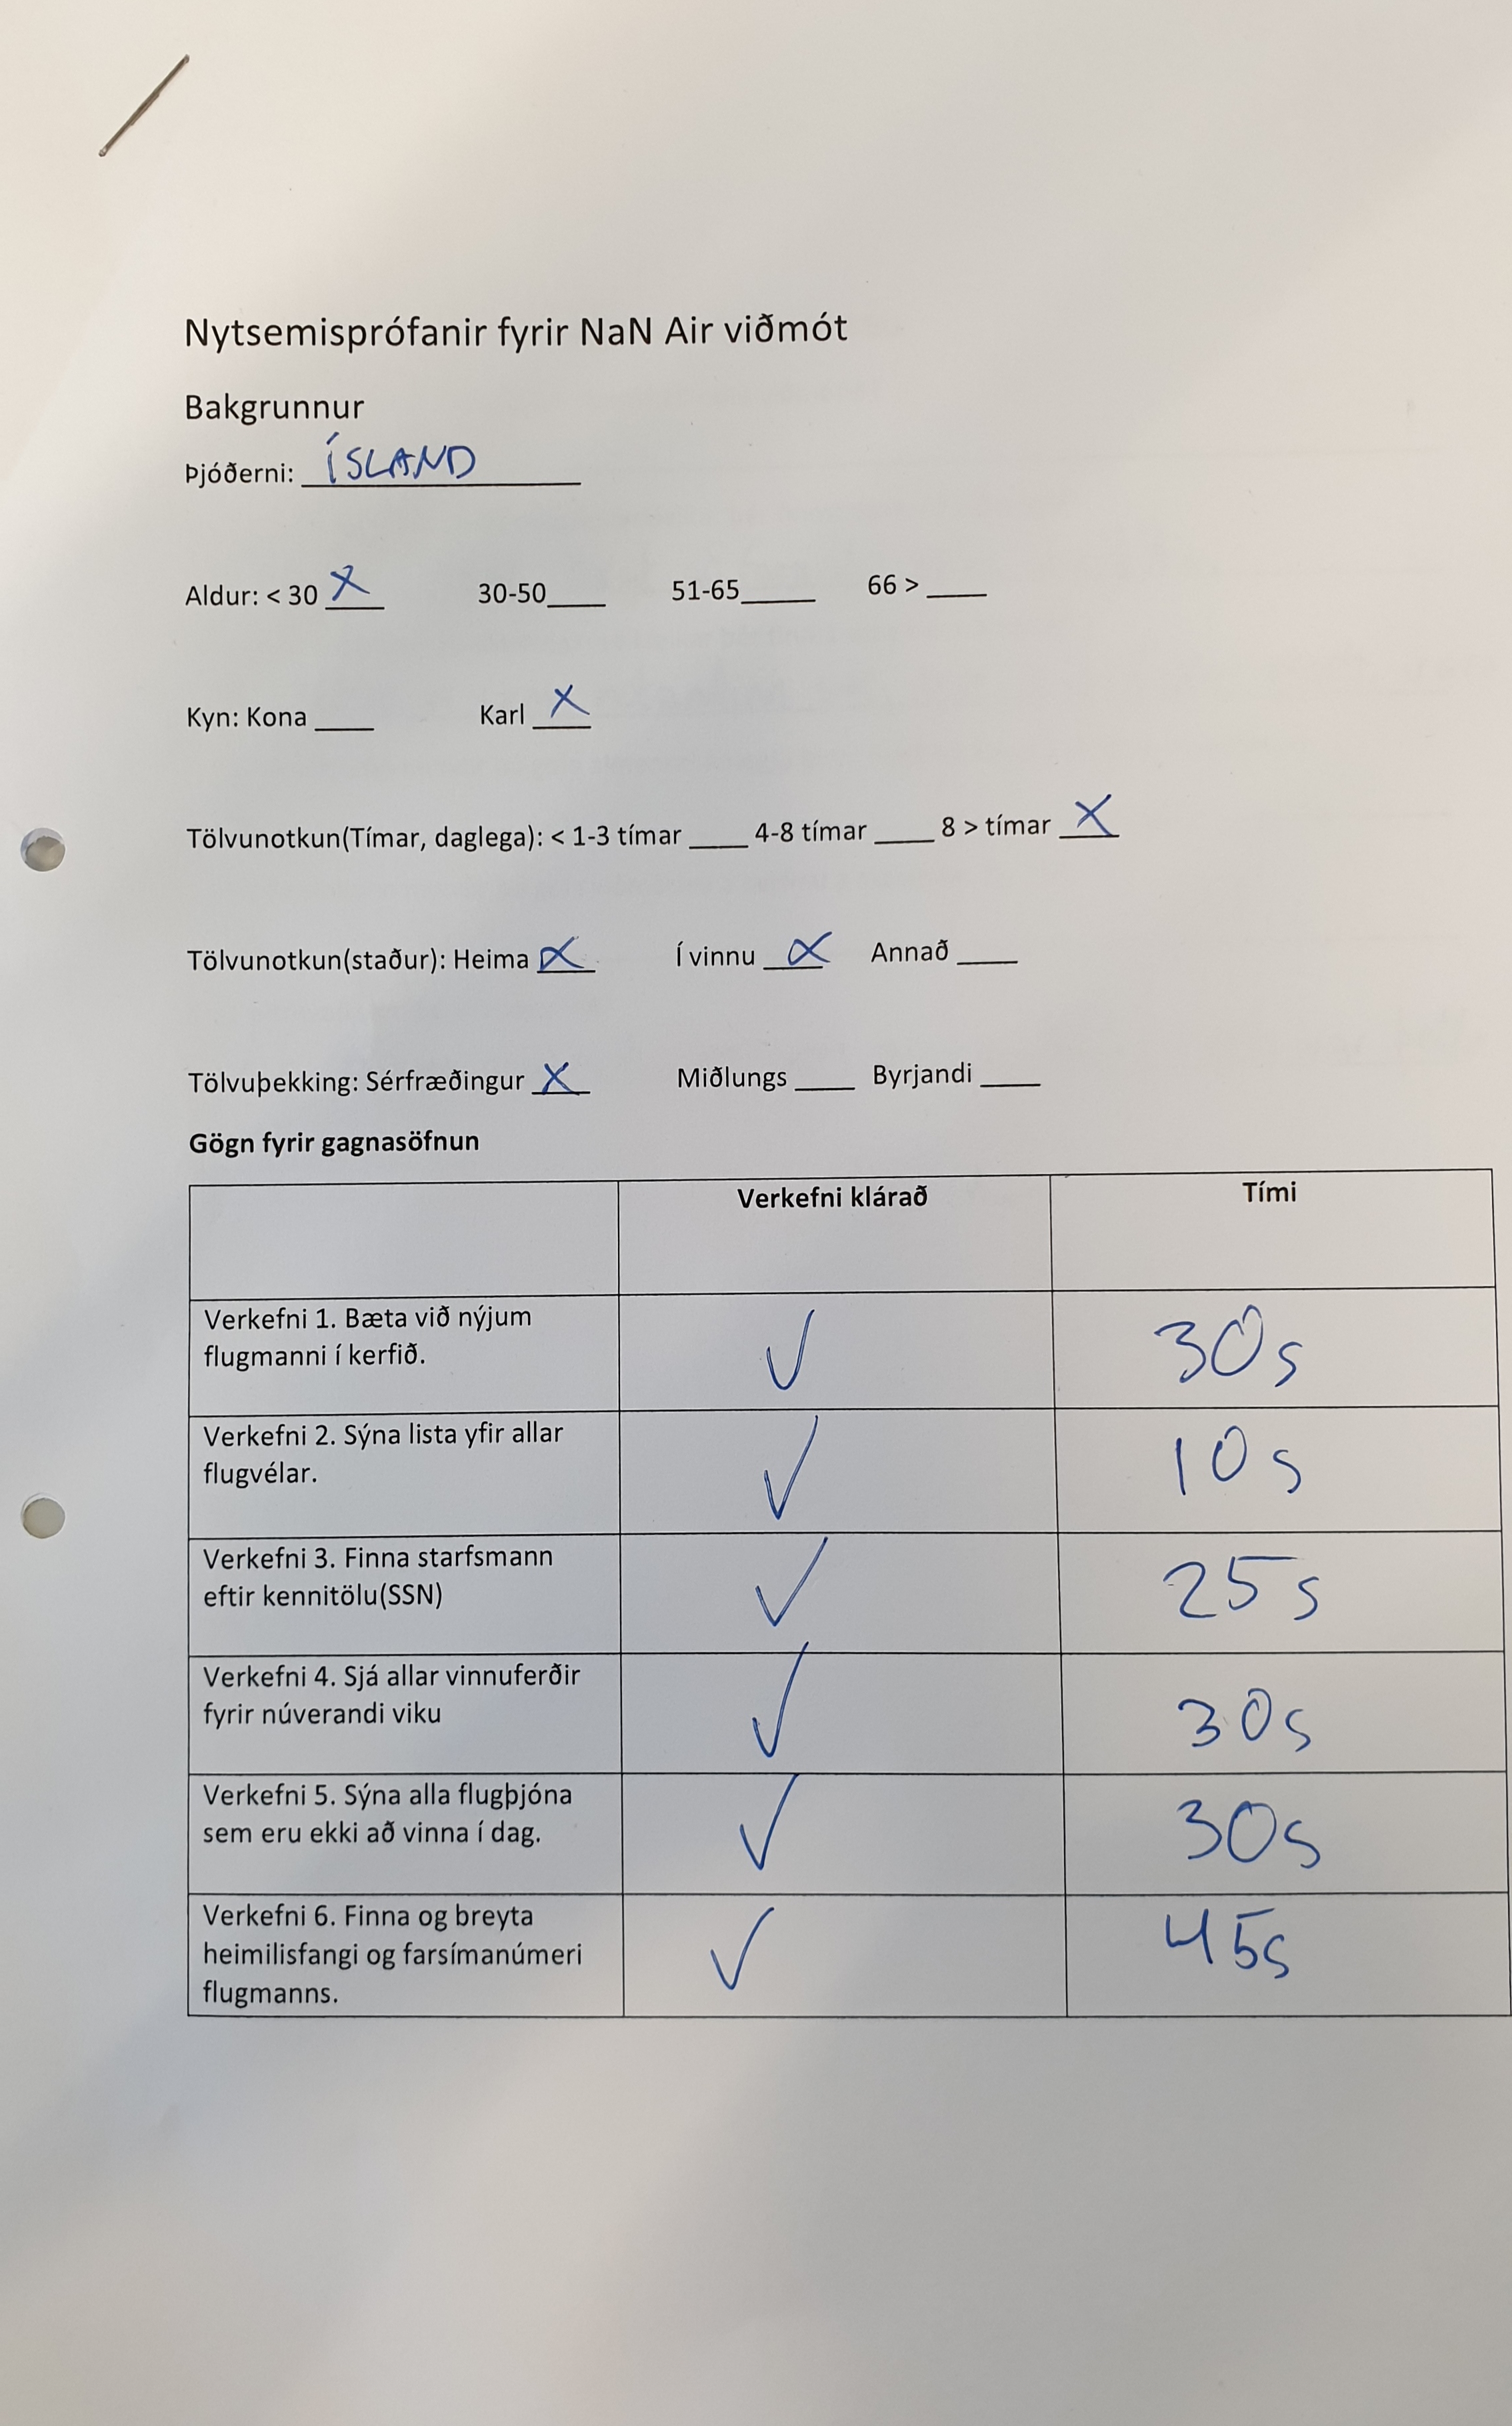 Nytsemisprófanir fyrir NaN Air viðmót
Bakgrunnur
Þjóðerni: ÍSLAND
Aldur: < 30 X 30-50____ 51-65____ 66 > ____
Kyn: Kona ____ Karl X
Tölvunotkun(Tímar, daglega): < 1-3 tímar ____ 4-8 tímar ____ 8 > tímar X
Tölvunotkun(staður): Heima X Í vinnu X Annað ____
Tölvuþekking: Sérfræðingur X Miðlungs ____ Byrjandi ____
Gögn fyrir gagnasöfnun
Verkefni klárað Tími
Verkefni 1. Bæta við nýjum
flugmanni í kerfið. ✓ 30s
Verkefni 2. Sýna lista yfir allar
flugvélar. ✓ 10s
Verkefni 3. Finna starfsmann
eftir kennitölu(SSN) ✓ 25s
Verkefni 4. Sjá allar vinnuferðir
fyrir núverandi viku ✓ 30s
Verkefni 5. Sýna alla flugþjóna
sem eru ekki að vinna í dag. ✓ 30s
Verkefni 6. Finna og breyta
heimilisfangi og farsímanúmeri ✓ 45s
flugmanns.